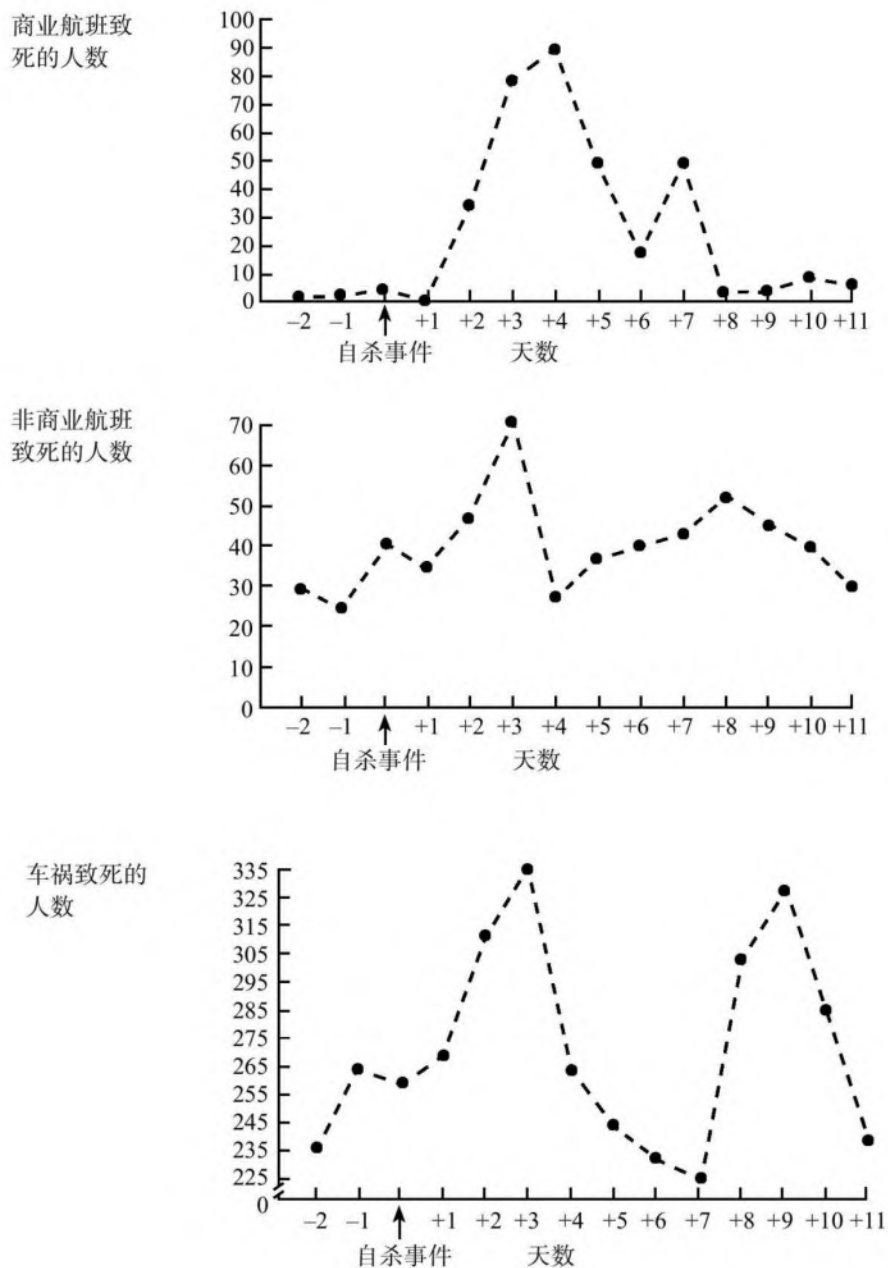 商业航班致
死的人数
100
90
80
70
60
50
40
30
20
10
0
–2 –1 +1 +2 +3 +4 +5 +6 +7 +8 +9 +10 +11
自杀事件 天数
非商业航班
致死的人数
70
60
50
40
30
20
10
0
–2 –1 +1 +2 +3 +4 +5 +6 +7 +8 +9 +10 +11
自杀事件 天数
车祸致死的
人数
335
325
315
305
295
285
275
265
255
245
235
225
0
–2 –1 +1 +2 +3 +4 +5 +6 +7 +8 +9 +10 +11
自杀事件 天数